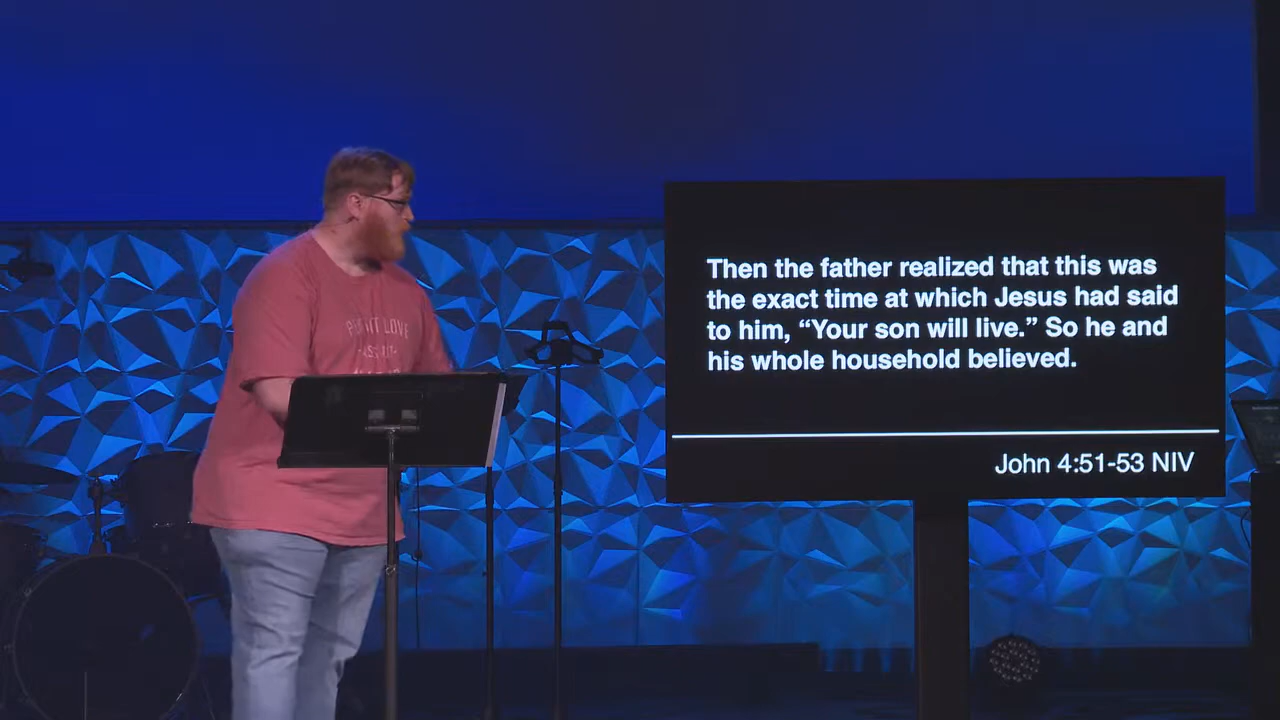 LOVE
Then the father realized that this was
the exact time at which Jesus had said
to him, “Your son will live.” So he and
his whole household believed.
John 4:51-53 NIV